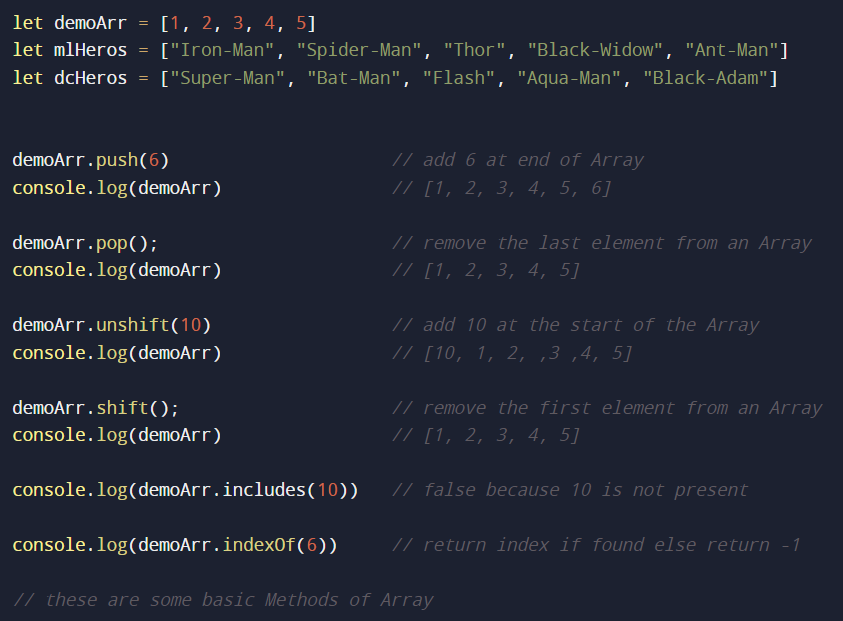 let demoArr = [1, 2, 3, 4, 5]
let mlHeros = ["Iron-Man", "Spider-Man", "Thor", "Black-Widow", "Ant-Man"]
let dcHeros = ["Super-Man", "Bat-Man", "Flash", "Aqua-Man", "Black-Adam"]
demoArr.push(6) // add 6 at end of Array
console.log(demoArr) // [1, 2, 3, 4, 5, 6]
demoArr.pop(); // remove the last element from an Array
console.log(demoArr) // [1, 2, 3, 4, 5]
demoArr.unshift(10) // add 10 at the start of the Array
console.log(demoArr) // [10, 1, 2, ,3 ,4, 5]
demoArr.shift(); // remove the first element from an Array
console.log(demoArr) // [1, 2, 3, 4, 5]
console.log(demoArr.includes(10)) // false because 10 is not present
console.log(demoArr.indexOf(6)) // return index if found else return -1
// these are some basic Methods of Array